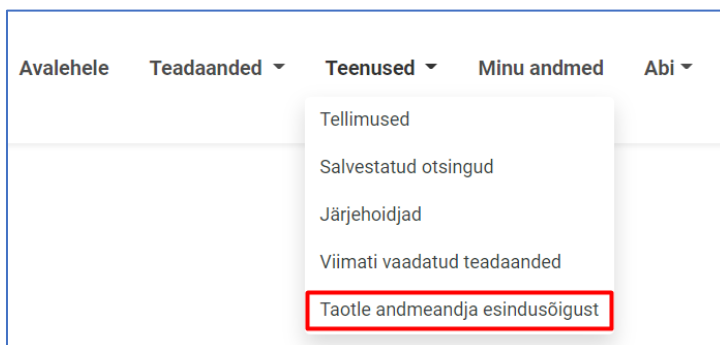 Avalehele Teadaanded Teenused Minu andmed Abi
Tellimused
Salvestatud otsingud
Järjehoidjad
Viimati vaadatud teadaanded
Taotle andmeandja esindusõigust